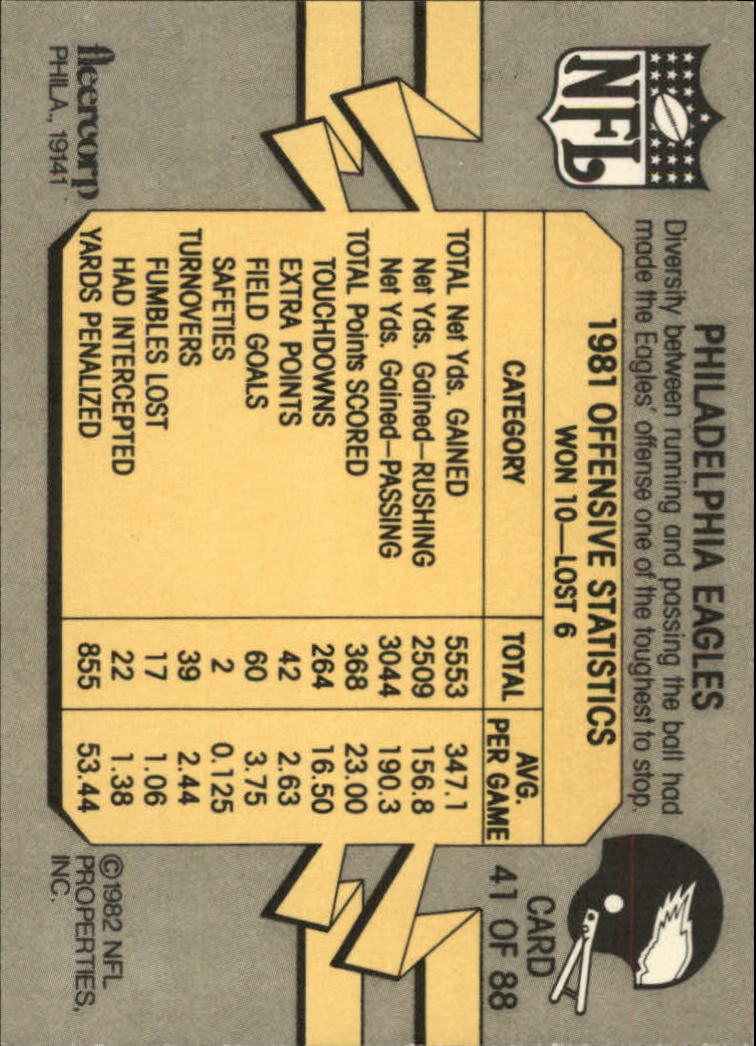 NFL
PHILADELPHIA EAGLES
Diversity between running and passing the ball had
made the Eagles' offense one of the toughest to stop.
CARD
41 OF 88
1981 OFFENSIVE STATISTICS
WON 10—LOST 6
CATEGORY TOTAL AVG. PER GAME
TOTAL Net Yds. GAINED 5553 347.1
Net Yds. Gained—RUSHING 2509 156.8
Net Yds. Gained—PASSING 3044 190.3
TOTAL Points SCORED 368 23.00
TOUCHDOWNS 264 16.50
EXTRA POINTS 42 2.63
FIELD GOALS 60 3.75
SAFETIES 2 0.125
TURNOVERS 39 2.44
FUMBLES LOST 17 1.06
HAD INTERCEPTED 22 1.38
YARDS PENALIZED 855 53.44
fleercorp
PHILA., 19141
©1982 NFL
PROPERTIES,
INC.